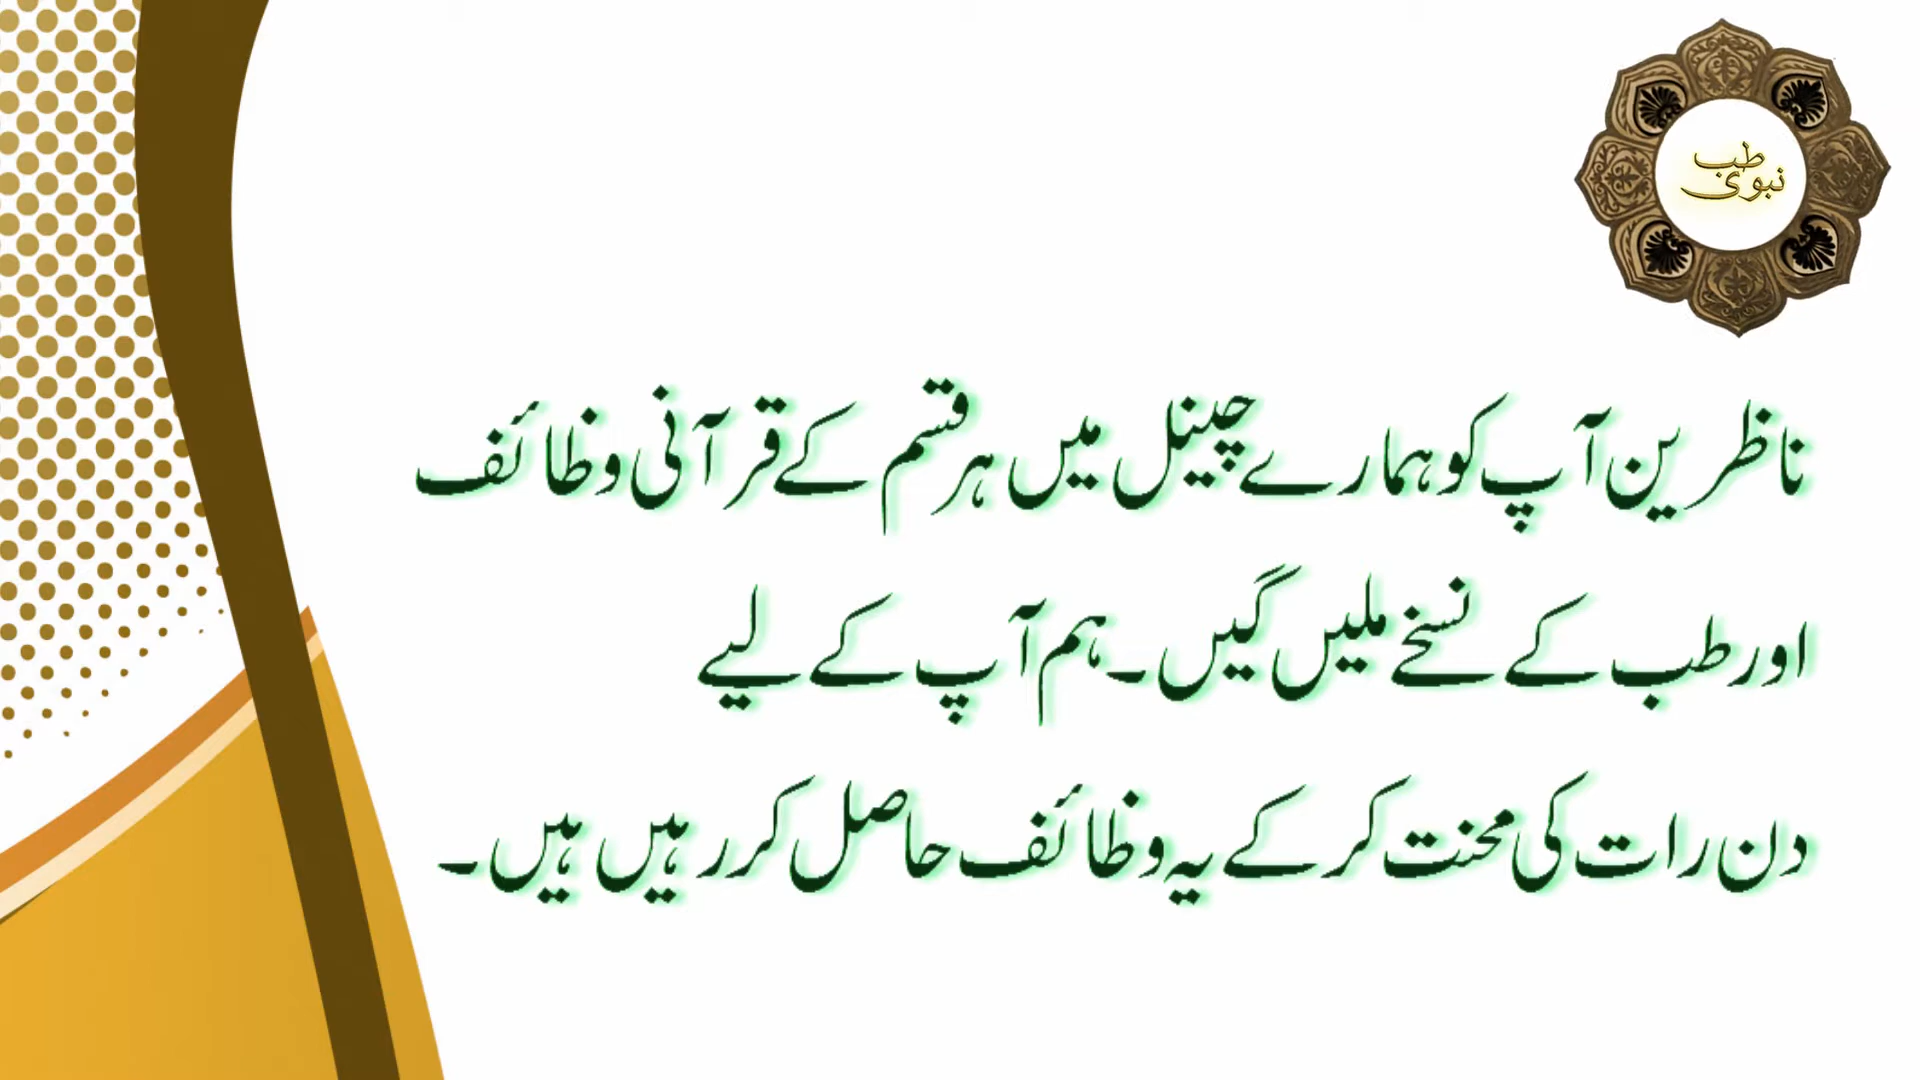 طب
نبوی
ناظرین آپ کو ہمارے چینل میں ہر قسم کے قرآنی وظائف
اور طب کے نسخے ملیں گیں۔ ہم آپ کے لیے
دن رات کی محنت کر کے یہ وظائف حاصل کر رہیں ہیں۔